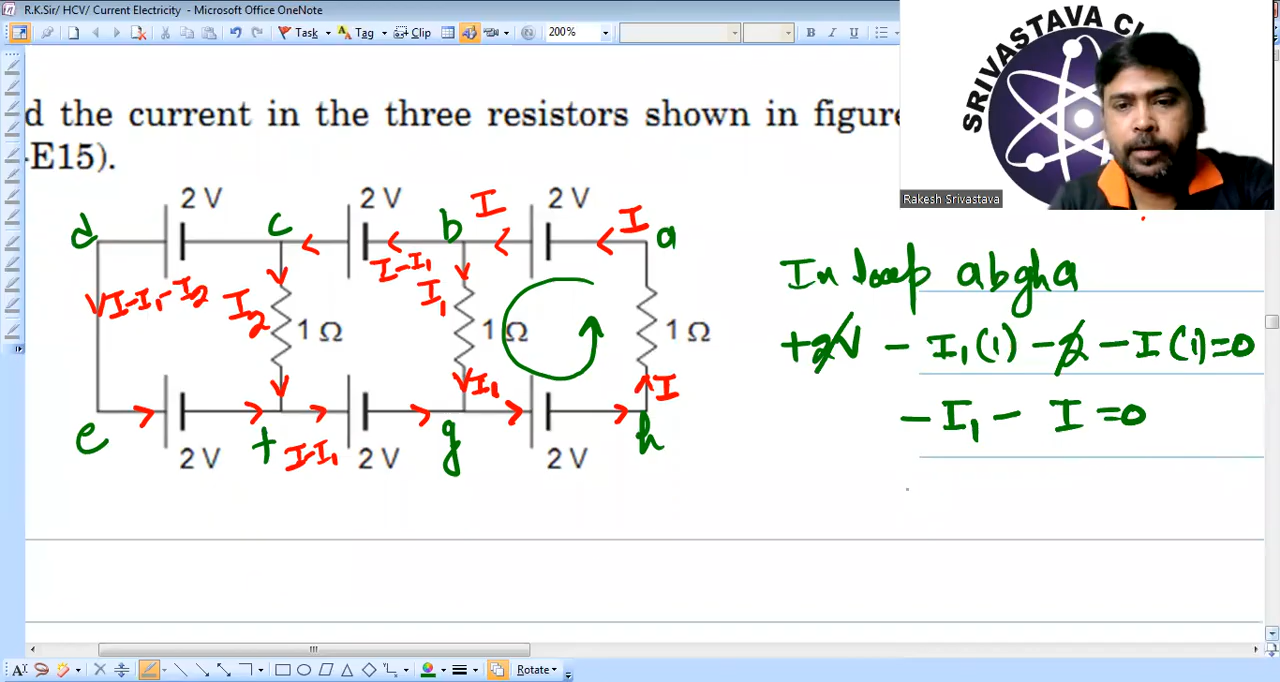 R.K.Sir/ HCV/ Current Electricity - Microsoft Office OneNote
Task
Tag
Clip
200%
B I U
SRIVASTAVA CL
Rakesh Srivastava
d the current in the three resistors shown in figure
-E15).
2 V 2 V 2 V
d c b a
I I
I-I₁
I-I₁-I₂ I₂ I₁
1 Ω 1 Ω 1 Ω
I₁ I
e f g h
I-I₁
2 V 2 V 2 V
In loop abgha
+2V - I₁(1) - 2 - I(1)=0
- I₁ - I =0
Rotate